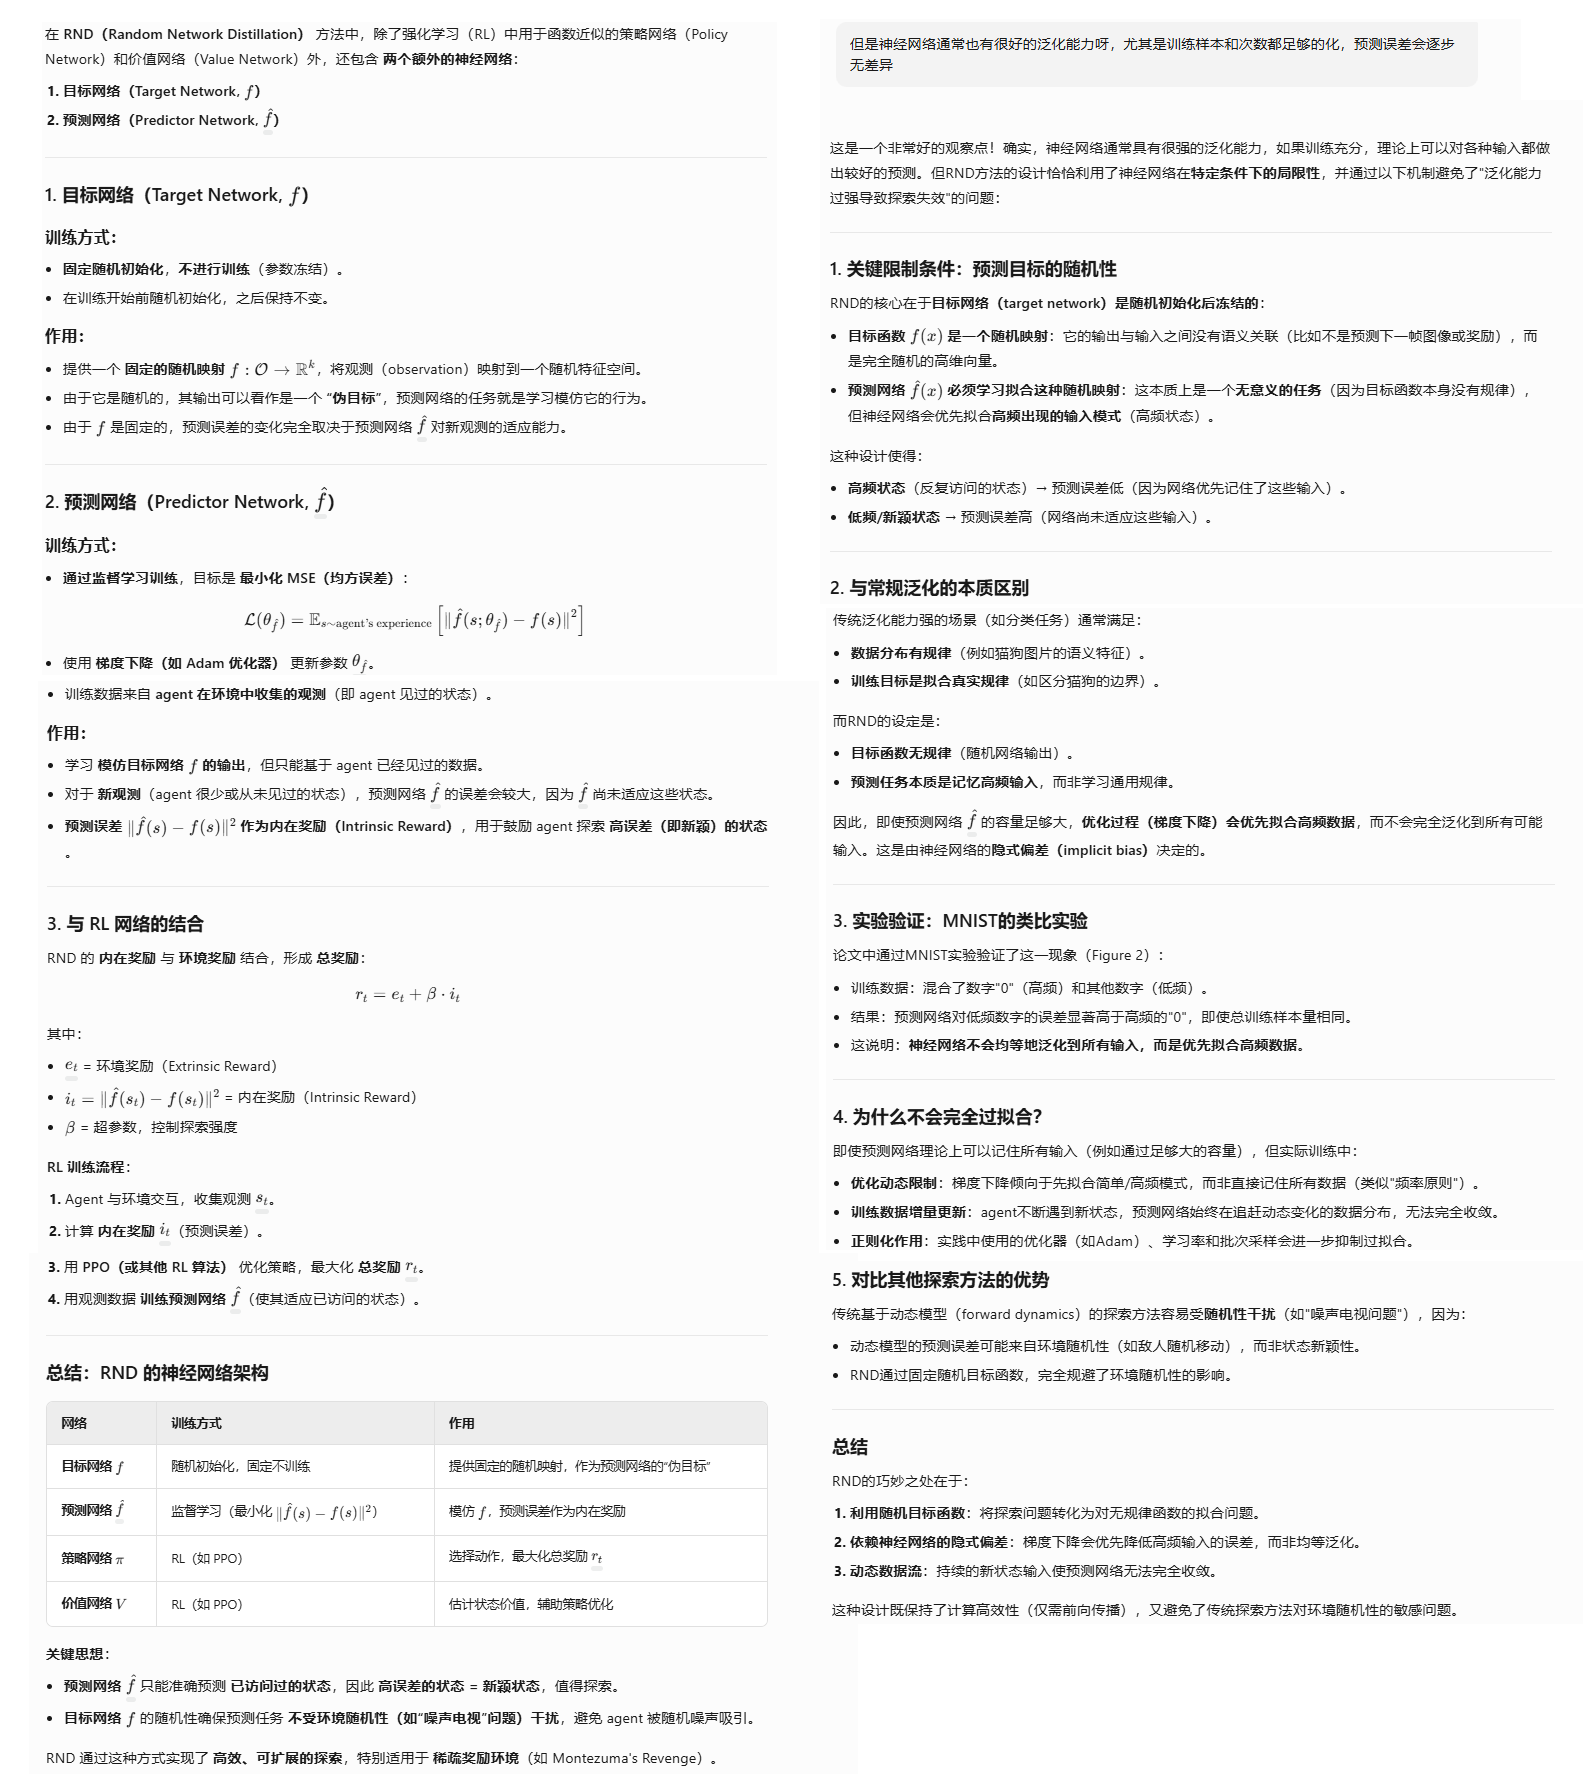 在 RND（Random Network Distillation） 方法中，除了强化学习（RL）中用于函数近似的策略网络（Policy
Network）和价值网络（Value Network）外，还包含 两个额外的神经网络：
1. 目标网络（Target Network, f）
2. 预测网络（Predictor Network, f̂）
1. 目标网络（Target Network, f）
训练方式：
• 固定随机初始化，不进行训练（参数冻结）。
• 在训练开始前随机初始化，之后保持不变。
作用：
• 提供一个 固定的随机映射 f : 𝒪 → ℝ^k，将观测（observation）映射到一个随机特征空间。
• 由于它是随机的，其输出可以看作是一个 “伪目标”，预测网络的任务就是学习模仿它的行为。
• 由于 f 是固定的，预测误差的变化完全取决于预测网络 f̂ 对新观测的适应能力。
2. 预测网络（Predictor Network, f̂）
训练方式：
• 通过监督学习训练，目标是 最小化 MSE（均方误差）：
ℒ(θ_f̂) = 𝔼_{s∼agent's experience} [‖f̂(s; θ_f̂) − f(s)‖²]
• 使用 梯度下降（如 Adam 优化器） 更新参数 θ_f̂。
• 训练数据来自 agent 在环境中收集的观测（即 agent 见过的状态）。
作用：
• 学习 模仿目标网络 f 的输出，但只能基于 agent 已经见过的数据。
• 对于 新观测（agent 很少或从未见过的状态），预测网络 f̂ 的误差会较大，因为 f̂ 尚未适应这些状态。
• 预测误差 ‖f̂(s) − f(s)‖² 作为内在奖励（Intrinsic Reward），用于鼓励 agent 探索 高误差（即新颖）的状态
。
3. 与 RL 网络的结合
RND 的 内在奖励 与 环境奖励 结合，形成 总奖励：
r_t = e_t + β · i_t
其中：
• e_t = 环境奖励（Extrinsic Reward）
• i_t = ‖f̂(s_t) − f(s_t)‖² = 内在奖励（Intrinsic Reward）
• β = 超参数，控制探索强度
RL 训练流程：
1. Agent 与环境交互，收集观测 s_t。
2. 计算 内在奖励 i_t（预测误差）。
3. 用 PPO（或其他 RL 算法） 优化策略，最大化 总奖励 r_t。
4. 用观测数据 训练预测网络 f̂（使其适应已访问的状态）。
总结：RND 的神经网络架构
网络 训练方式 作用
目标网络 f 随机初始化，固定不训练 提供固定的随机映射，作为预测网络的“伪目标”
预测网络 f̂ 监督学习（最小化 ‖f̂(s) − f(s)‖²） 模仿 f，预测误差作为内在奖励
策略网络 π RL（如 PPO） 选择动作，最大化总奖励 r_t
价值网络 V RL（如 PPO） 估计状态价值，辅助策略优化
关键思想：
• 预测网络 f̂ 只能准确预测 已访问过的状态，因此 高误差的状态 = 新颖状态，值得探索。
• 目标网络 f 的随机性确保预测任务 不受环境随机性（如“噪声电视”问题）干扰，避免 agent 被随机噪声吸引。
RND 通过这种方式实现了 高效、可扩展的探索，特别适用于 稀疏奖励环境（如 Montezuma's Revenge）。
但是神经网络通常也有很好的泛化能力呀，尤其是训练样本和次数都足够的化，预测误差会逐步
无差异
这是一个非常好的观察点！确实，神经网络通常具有很强的泛化能力，如果训练充分，理论上可以对各种输入都做
出较好的预测。但RND方法的设计恰恰利用了神经网络在特定条件下的局限性，并通过以下机制避免了"泛化能力
过强导致探索失效"的问题：
1. 关键限制条件：预测目标的随机性
RND的核心在于目标网络（target network）是随机初始化后冻结的：
• 目标函数 f(x) 是一个随机映射：它的输出与输入之间没有语义关联（比如不是预测下一帧图像或奖励），而
是完全随机的高维向量。
• 预测网络 f̂(x) 必须学习拟合这种随机映射：这本质上是一个无意义的任务（因为目标函数本身没有规律），
但神经网络会优先拟合高频出现的输入模式（高频状态）。
这种设计使得：
• 高频状态（反复访问的状态）→ 预测误差低（因为网络优先记住了这些输入）。
• 低频/新颖状态 → 预测误差高（网络尚未适应这些输入）。
2. 与常规泛化的本质区别
传统泛化能力强的场景（如分类任务）通常满足：
• 数据分布有规律（例如猫狗图片的语义特征）。
• 训练目标是拟合真实规律（如区分猫狗的边界）。
而RND的设定是：
• 目标函数无规律（随机网络输出）。
• 预测任务本质是记忆高频输入，而非学习通用规律。
因此，即使预测网络 f̂ 的容量足够大，优化过程（梯度下降）会优先拟合高频数据，而不会完全泛化到所有可能
输入。这是由神经网络的隐式偏差（implicit bias）决定的。
3. 实验验证：MNIST的类比实验
论文中通过MNIST实验验证了这一现象（Figure 2）：
• 训练数据：混合了数字"0"（高频）和其他数字（低频）。
• 结果：预测网络对低频数字的误差显著高于高频的"0"，即使总训练样本量相同。
• 这说明：神经网络不会均等地泛化到所有输入，而是优先拟合高频数据。
4. 为什么不会完全过拟合？
即使预测网络理论上可以记住所有输入（例如通过足够大的容量），但实际训练中：
• 优化动态限制：梯度下降倾向于先拟合简单/高频模式，而非直接记住所有数据（类似"频率原则"）。
• 训练数据增量更新：agent不断遇到新状态，预测网络始终在追赶动态变化的数据分布，无法完全收敛。
• 正则化作用：实践中使用的优化器（如Adam）、学习率和批次采样会进一步抑制过拟合。
5. 对比其他探索方法的优势
传统基于动态模型（forward dynamics）的探索方法容易受随机性干扰（如"噪声电视问题"），因为：
• 动态模型的预测误差可能来自环境随机性（如敌人随机移动），而非状态新颖性。
• RND通过固定随机目标函数，完全规避了环境随机性的影响。
总结
RND的巧妙之处在于：
1. 利用随机目标函数：将探索问题转化为对无规律函数的拟合问题。
2. 依赖神经网络的隐式偏差：梯度下降会优先降低高频输入的误差，而非均等泛化。
3. 动态数据流：持续的新状态输入使预测网络无法完全收敛。
这种设计既保持了计算高效性（仅需前向传播），又避免了传统探索方法对环境随机性的敏感问题。